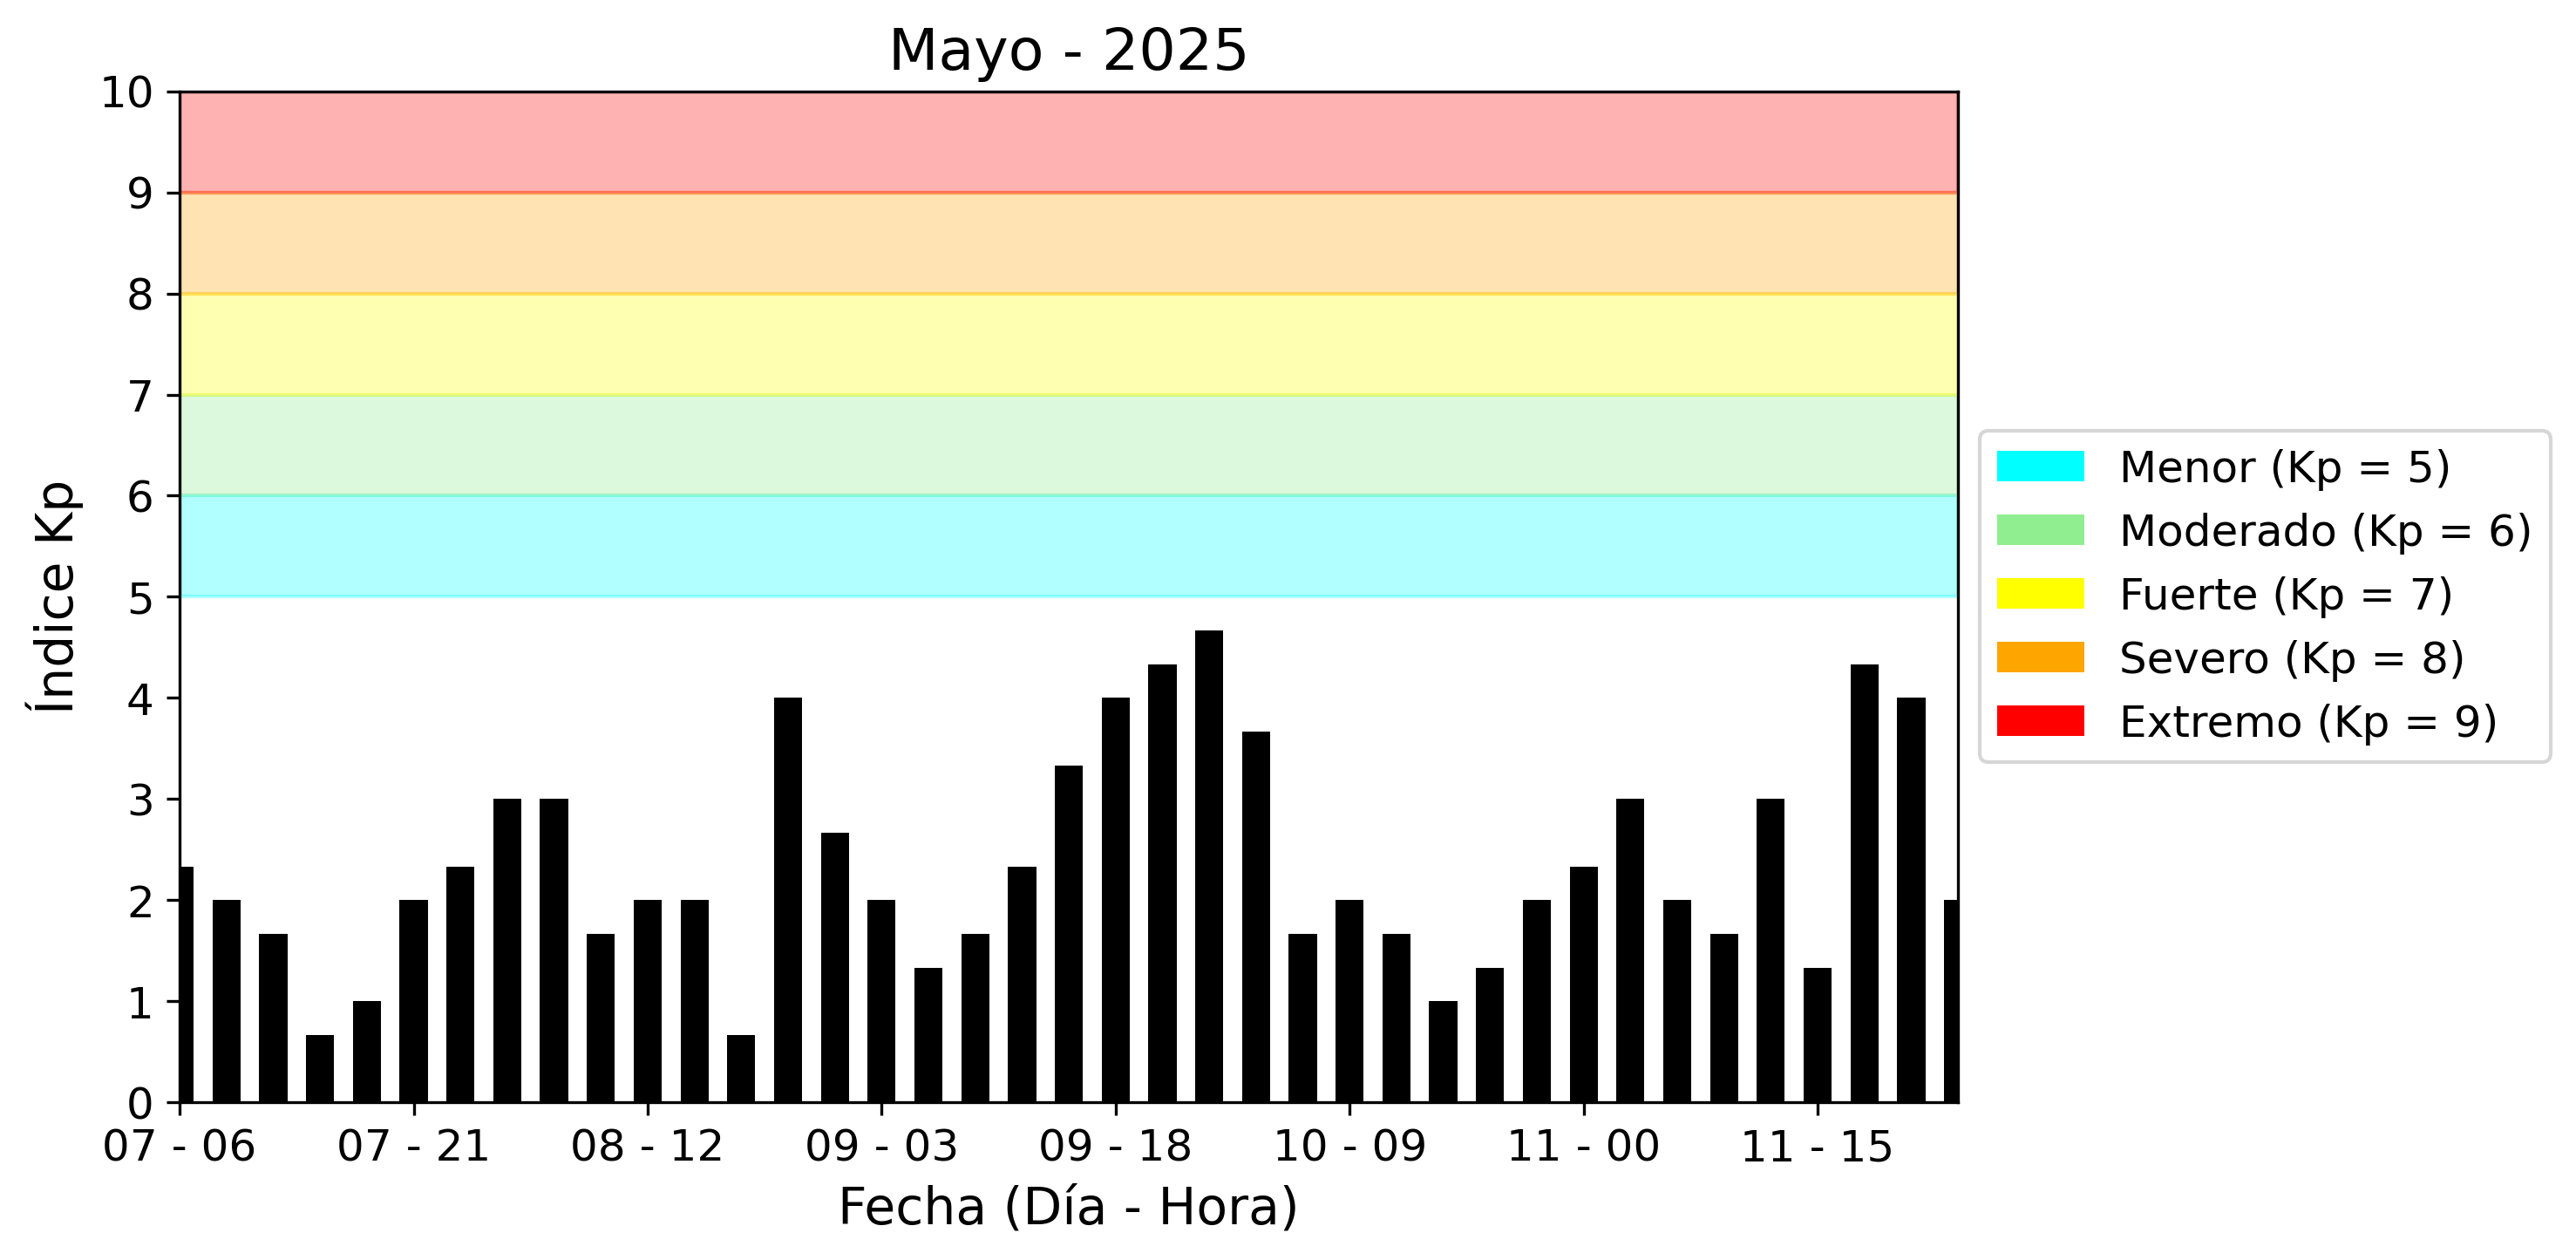 Mayo - 2025
10
9
8
7
6
5
4
3
2
1
0
Índice Kp
07 - 06
07 - 21
08 - 12
09 - 03
09 - 18
10 - 09
11 - 00
11 - 15
Fecha (Día - Hora)
Menor (Kp = 5)
Moderado (Kp = 6)
Fuerte (Kp = 7)
Severo (Kp = 8)
Extremo (Kp = 9)